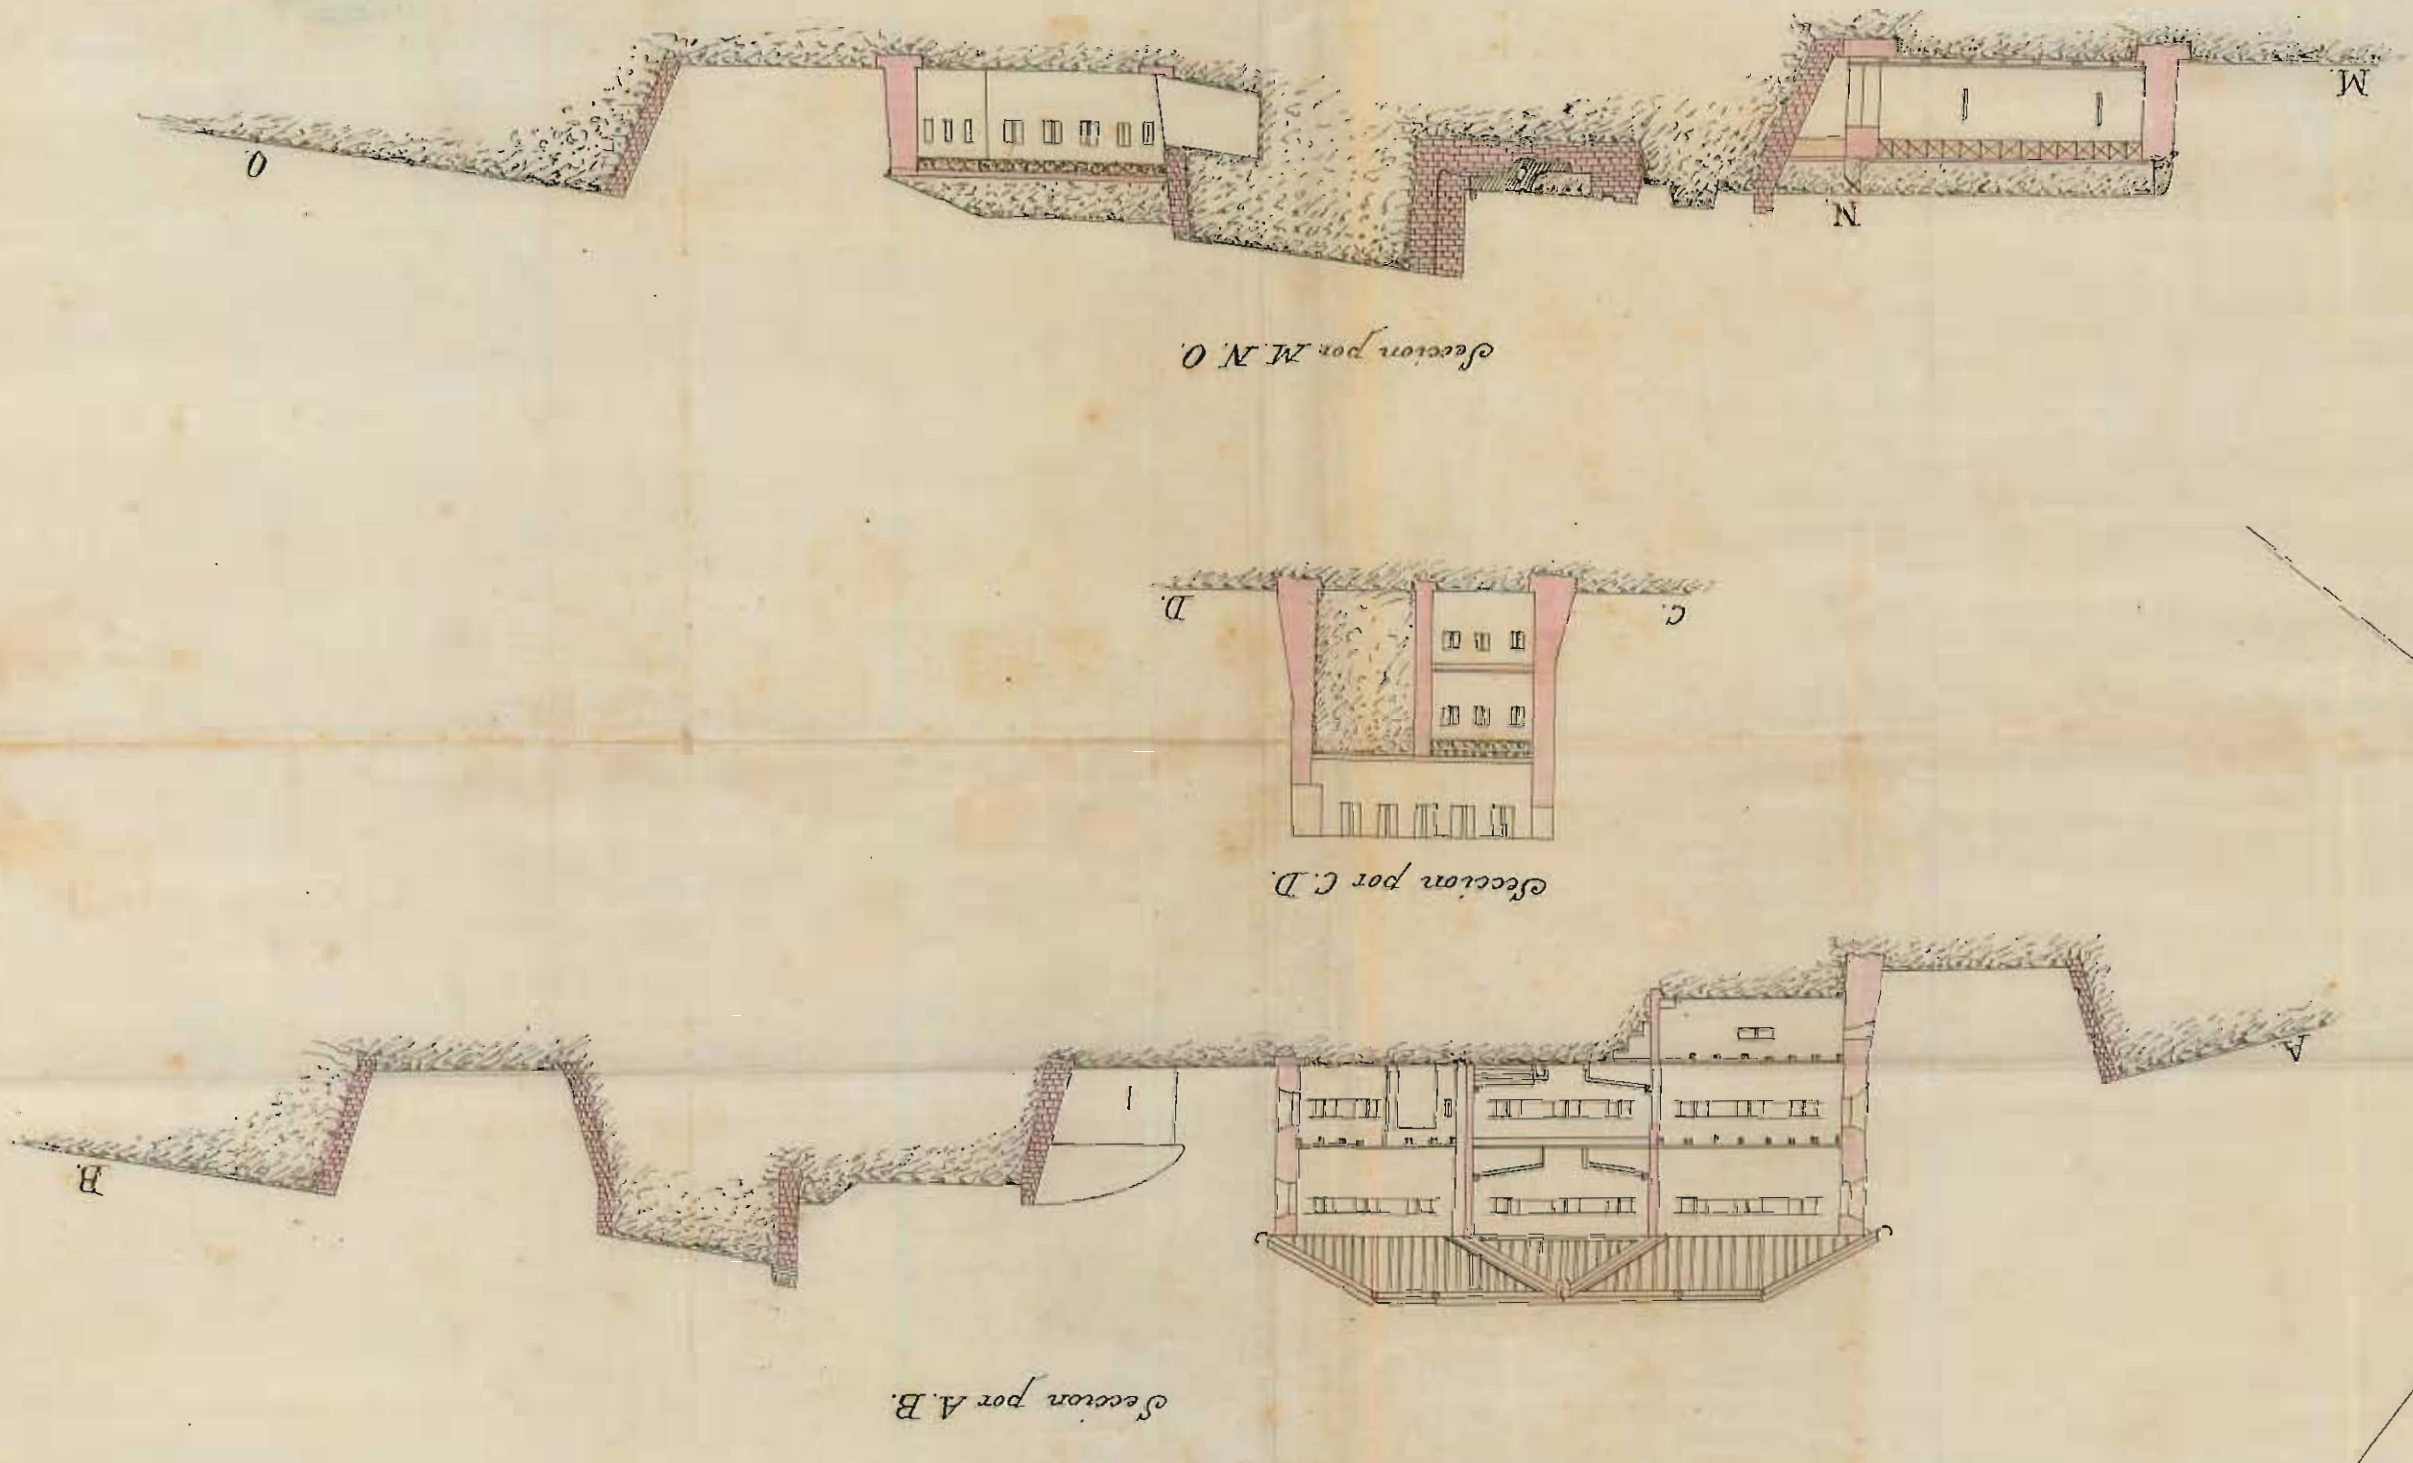 Seccion por A. B.
A
B.
Seccion por C. D.
C.
D.
Seccion por M. N. O.
N.
M.
O